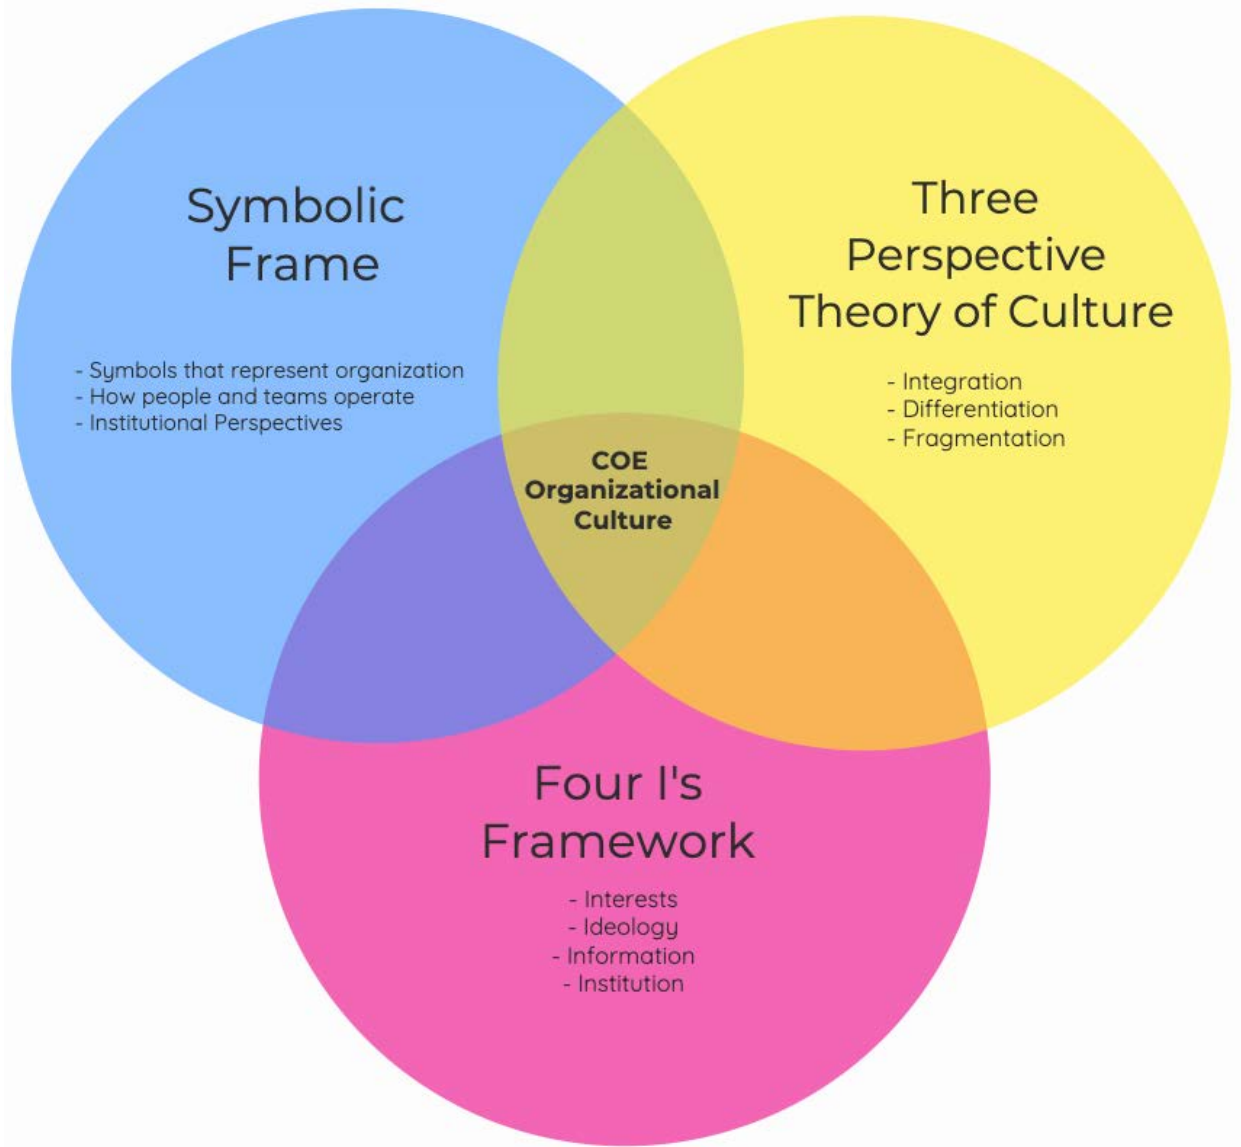 Symbolic
Frame
- Symbols that represent organization
- How people and teams operate
- Institutional Perspectives
Three
Perspective
Theory of Culture
- Integration
- Differentiation
- Fragmentation
COE
Organizational
Culture
Four I's
Framework
- Interests
- Ideology
- Information
- Institution